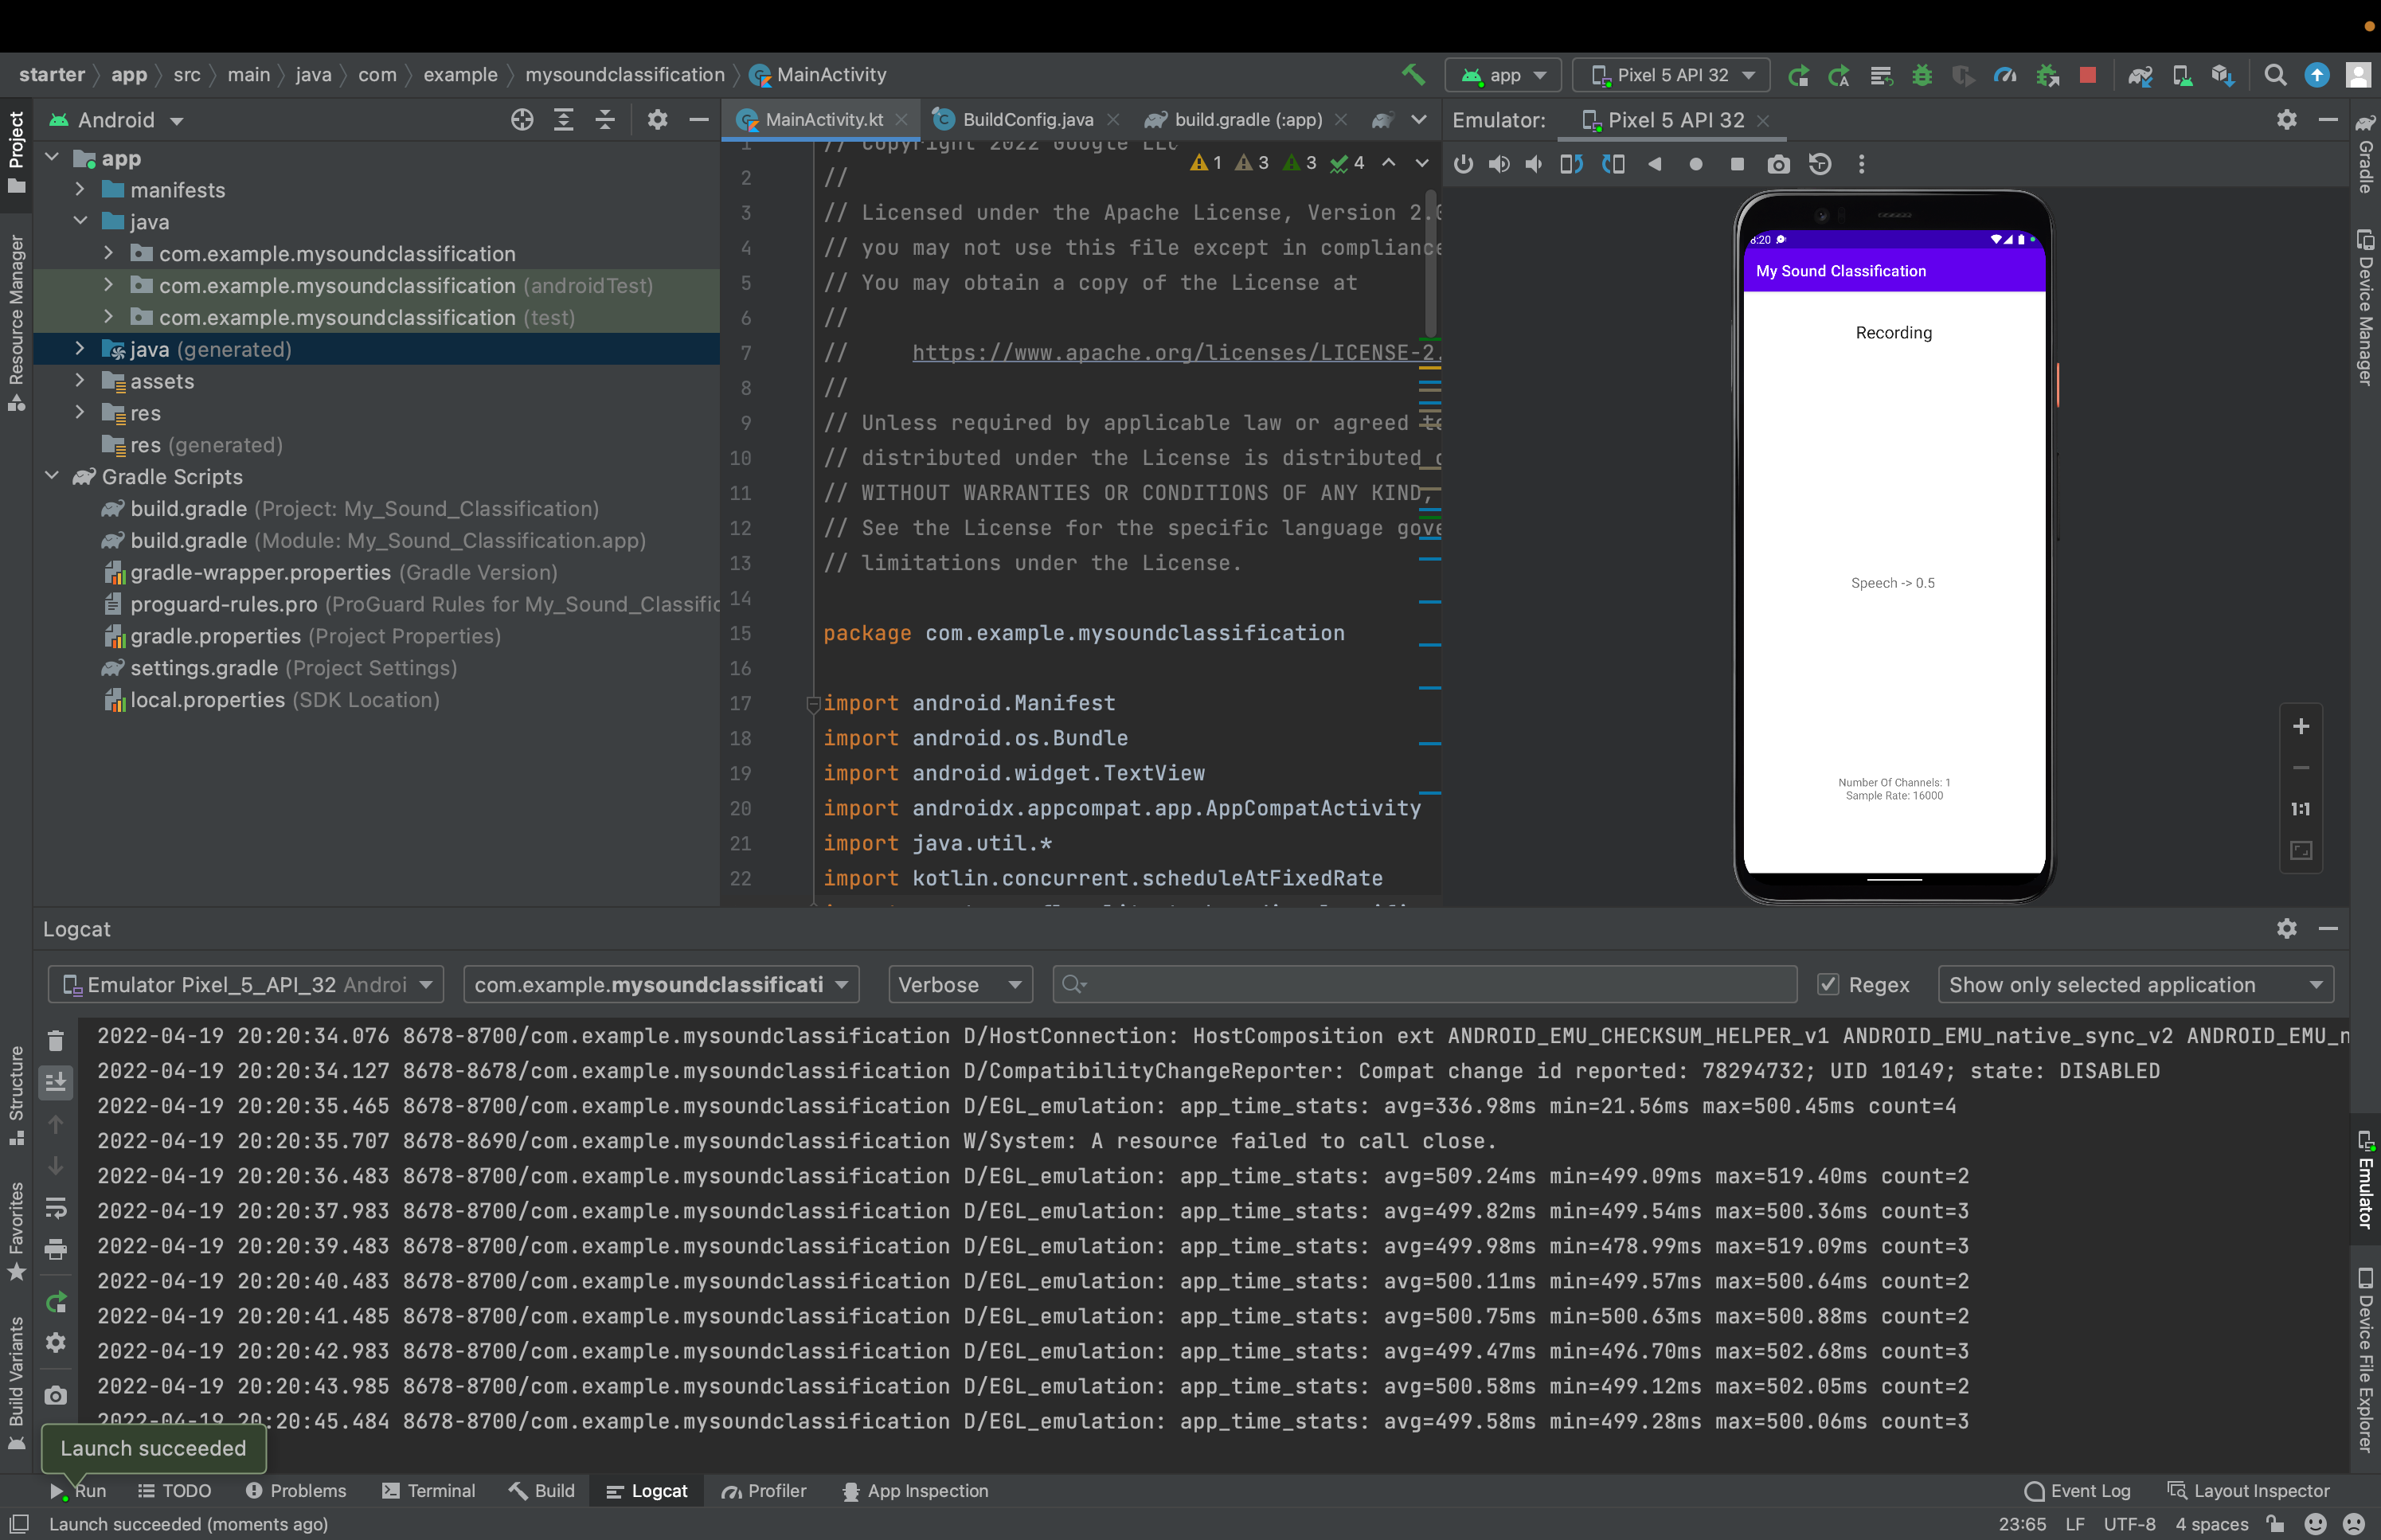 starter app src main java com example mysoundclassification MainActivity
app
Pixel 5 API 32
Project
Resource Manager
Structure
Favorites
Build Variants
Android
app
manifests
java
com.example.mysoundclassification
com.example.mysoundclassification (androidTest)
com.example.mysoundclassification (test)
java (generated)
assets
res
res (generated)
Gradle Scripts
build.gradle (Project: My_Sound_Classification)
build.gradle (Module: My_Sound_Classification.app)
gradle-wrapper.properties (Gradle Version)
proguard-rules.pro (ProGuard Rules for My_Sound_Classific
gradle.properties (Project Properties)
settings.gradle (Project Settings)
local.properties (SDK Location)
MainActivity.kt
BuildConfig.java
build.gradle (:app)
1 3 3 4
1 // Copyright 2022 Google LLC
2 //
3 // Licensed under the Apache License, Version 2.0
4 // you may not use this file except in compliance
5 // You may obtain a copy of the License at
6 //
7 // https://www.apache.org/licenses/LICENSE-2.
8 //
9 // Unless required by applicable law or agreed to
10 // distributed under the License is distributed o
11 // WITHOUT WARRANTIES OR CONDITIONS OF ANY KIND,
12 // See the License for the specific language gove
13 // limitations under the License.
14
15 package com.example.mysoundclassification
16
17 import android.Manifest
18 import android.os.Bundle
19 import android.widget.TextView
20 import androidx.appcompat.app.AppCompatActivity
21 import java.util.*
22 import kotlin.concurrent.scheduleAtFixedRate
Emulator: Pixel 5 API 32
8:20
My Sound Classification
Recording
Speech -> 0.5
Number Of Channels: 1
Sample Rate: 16000
1:1
Gradle
Device Manager
Emulator
Device File Explorer
Logcat
Emulator Pixel_5_API_32 Androi
com.example.mysoundclassificati
Verbose
Regex
Show only selected application
2022-04-19 20:20:34.076 8678-8700/com.example.mysoundclassification D/HostConnection: HostComposition ext ANDROID_EMU_CHECKSUM_HELPER_v1 ANDROID_EMU_native_sync_v2 ANDROID_EMU_n
2022-04-19 20:20:34.127 8678-8678/com.example.mysoundclassification D/CompatibilityChangeReporter: Compat change id reported: 78294732; UID 10149; state: DISABLED
2022-04-19 20:20:35.465 8678-8700/com.example.mysoundclassification D/EGL_emulation: app_time_stats: avg=336.98ms min=21.56ms max=500.45ms count=4
2022-04-19 20:20:35.707 8678-8690/com.example.mysoundclassification W/System: A resource failed to call close.
2022-04-19 20:20:36.483 8678-8700/com.example.mysoundclassification D/EGL_emulation: app_time_stats: avg=509.24ms min=499.09ms max=519.40ms count=2
2022-04-19 20:20:37.983 8678-8700/com.example.mysoundclassification D/EGL_emulation: app_time_stats: avg=499.82ms min=499.54ms max=500.36ms count=3
2022-04-19 20:20:39.483 8678-8700/com.example.mysoundclassification D/EGL_emulation: app_time_stats: avg=499.98ms min=478.99ms max=519.09ms count=3
2022-04-19 20:20:40.483 8678-8700/com.example.mysoundclassification D/EGL_emulation: app_time_stats: avg=500.11ms min=499.57ms max=500.64ms count=2
2022-04-19 20:20:41.485 8678-8700/com.example.mysoundclassification D/EGL_emulation: app_time_stats: avg=500.75ms min=500.63ms max=500.88ms count=2
2022-04-19 20:20:42.983 8678-8700/com.example.mysoundclassification D/EGL_emulation: app_time_stats: avg=499.47ms min=496.70ms max=502.68ms count=3
2022-04-19 20:20:43.985 8678-8700/com.example.mysoundclassification D/EGL_emulation: app_time_stats: avg=500.58ms min=499.12ms max=502.05ms count=2
2022-04-19 20:20:45.484 8678-8700/com.example.mysoundclassification D/EGL_emulation: app_time_stats: avg=499.58ms min=499.28ms max=500.06ms count=3
Launch succeeded
Run TODO Problems Terminal Build Logcat Profiler App Inspection Event Log Layout Inspector
Launch succeeded (moments ago) 23:65 LF UTF-8 4 spaces